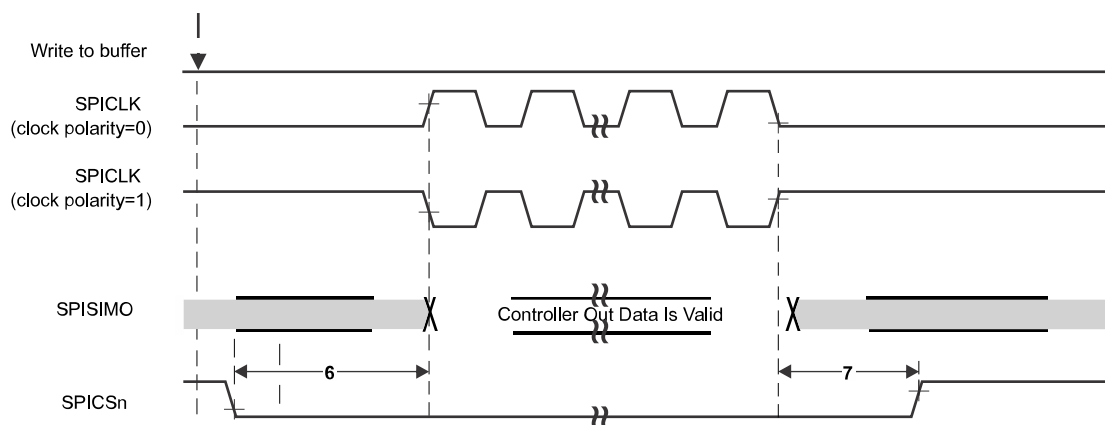 Write to buffer
SPICLK
(clock polarity=0)
SPICLK
(clock polarity=1)
SPISIMO
Controller Out Data Is Valid
6
7
SPICSn